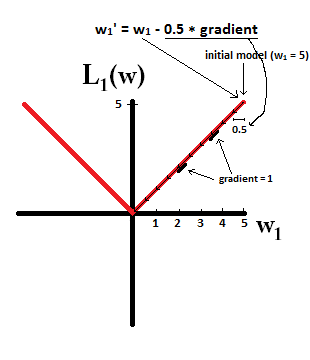 w₁' = w₁ - 0.5 * gradient
initial model (w₁ = 5)
L₁(w)
5
0.5
gradient = 1
1 2 3 4 5
w₁